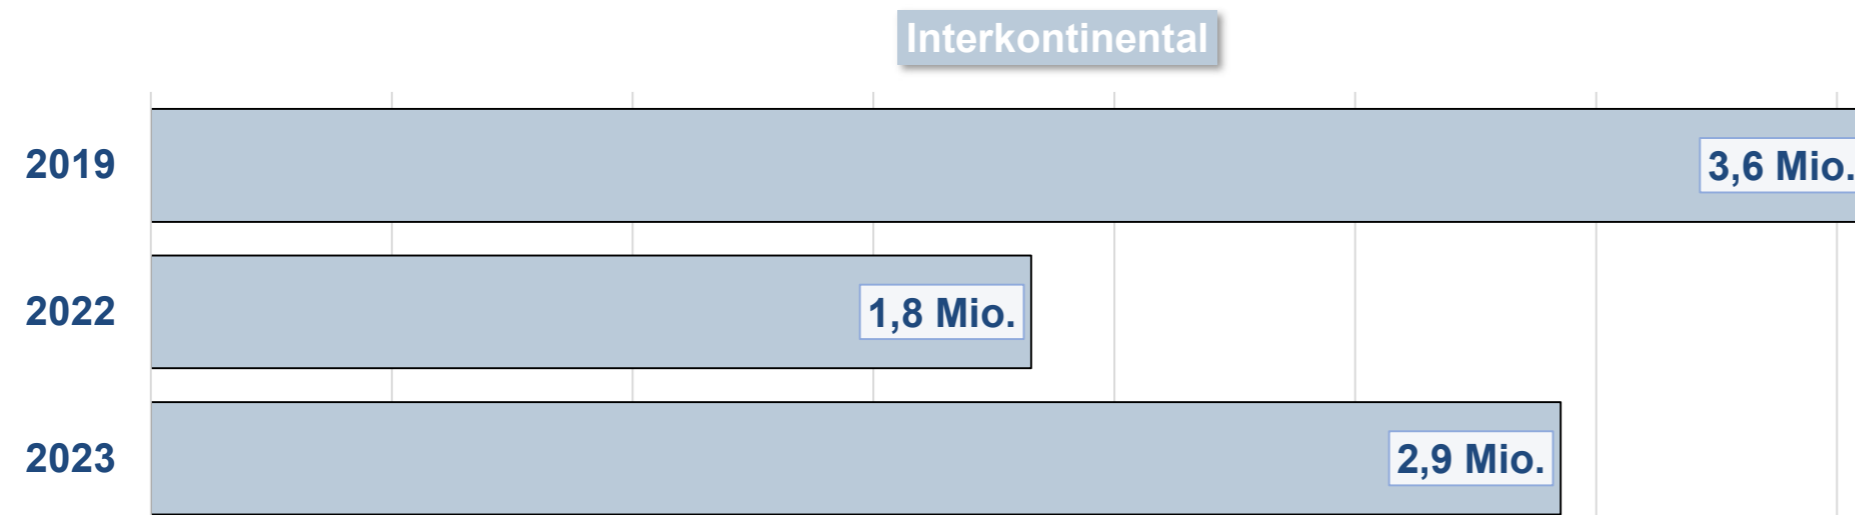 Interkontinental
2019
3,6 Mio.
2022
1,8 Mio.
2023
2,9 Mio.